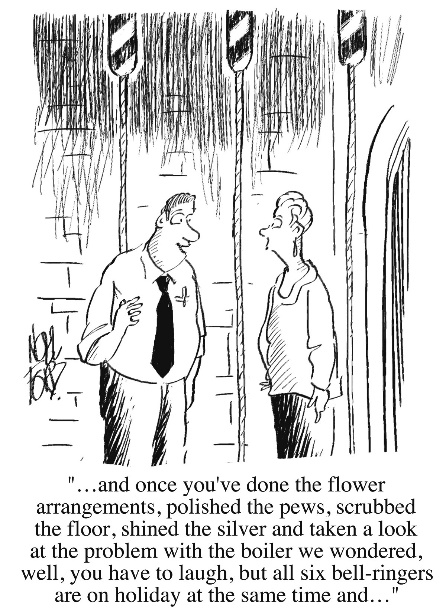 NOEL
FORD.
"...and once you've done the flower
arrangements, polished the pews, scrubbed
the floor, shined the silver and taken a look
at the problem with the boiler we wondered,
well, you have to laugh, but all six bell-ringers
are on holiday at the same time and..."